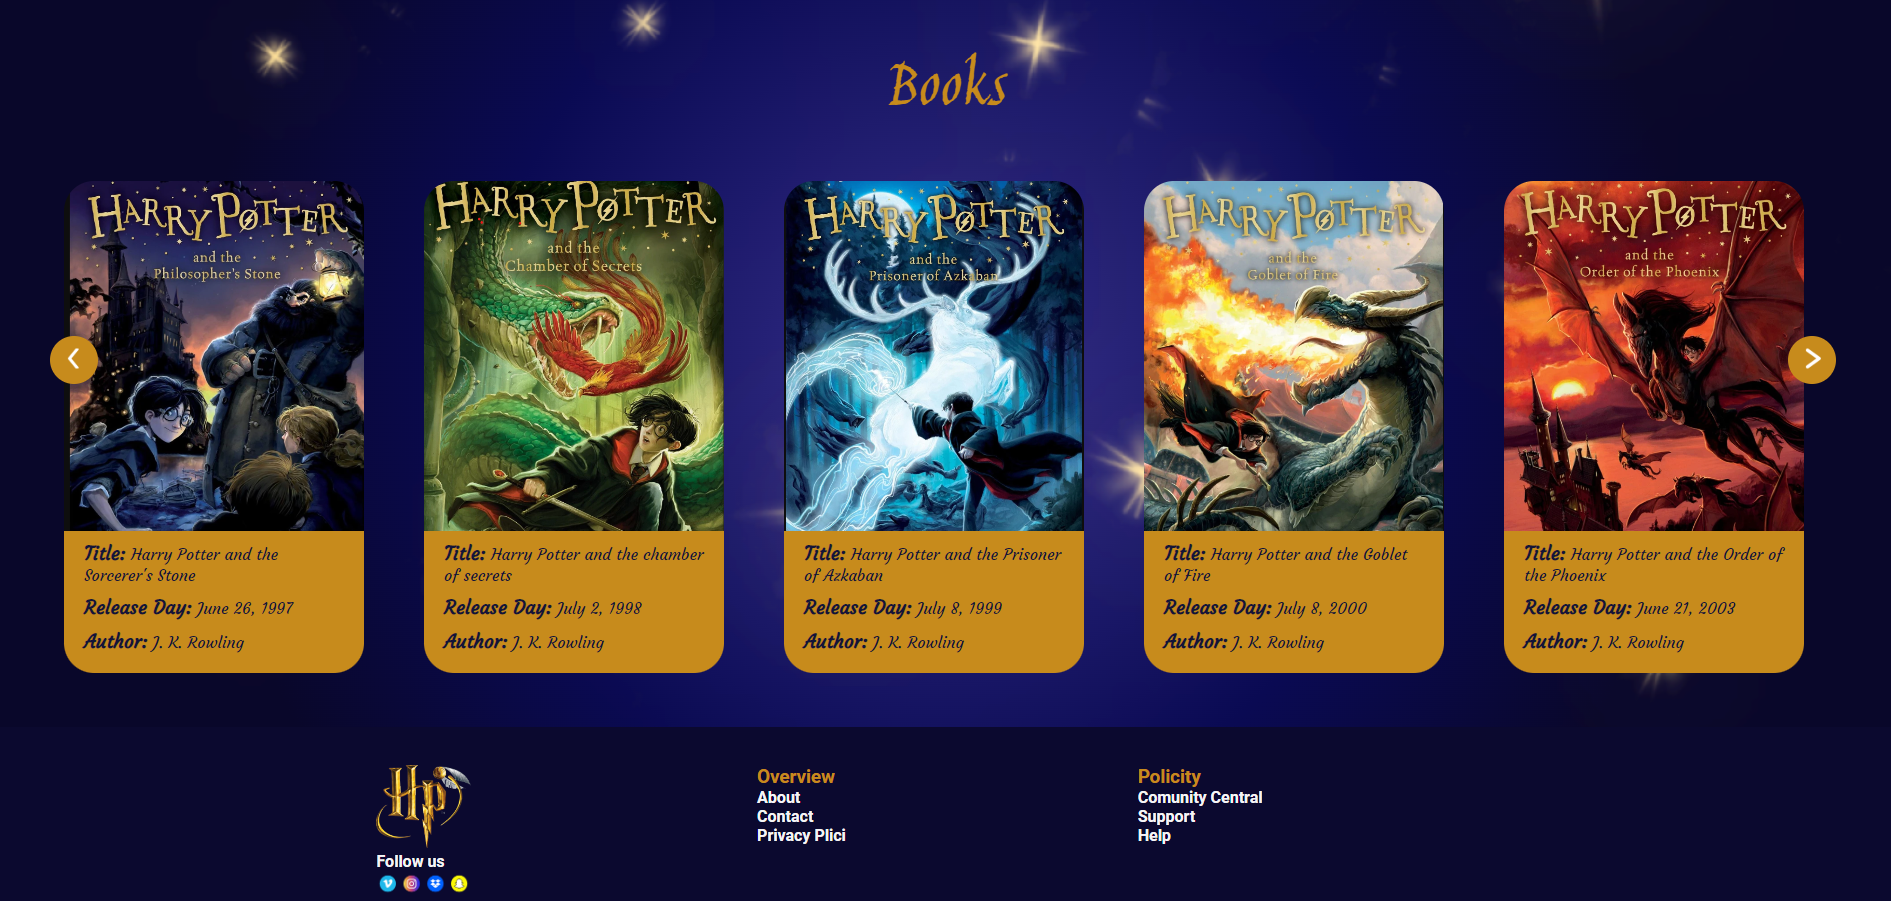 Books
HARRY POTTER
and the
Philosopher's Stone
HARRY POTTER
and the
Chamber of Secrets
HARRY POTTER
and the
Prisoner of Azkaban
HARRY POTTER
and the
Goblet of Fire
HARRY POTTER
and the
Order of the Phoenix
Title: Harry Potter and the
Sorcerer's Stone
Release Day: June 26, 1997
Author: J. K. Rowling
Title: Harry Potter and the chamber
of secrets
Release Day: July 2, 1998
Author: J. K. Rowling
Title: Harry Potter and the Prisoner
of Azkaban
Release Day: July 8, 1999
Author: J. K. Rowling
Title: Harry Potter and the Goblet
of Fire
Release Day: July 8, 2000
Author: J. K. Rowling
Title: Harry Potter and the Order of
the Phoenix
Release Day: June 21, 2003
Author: J. K. Rowling
HP
Follow us
Overview
About
Contact
Privacy Plici
Policity
Comunity Central
Support
Help